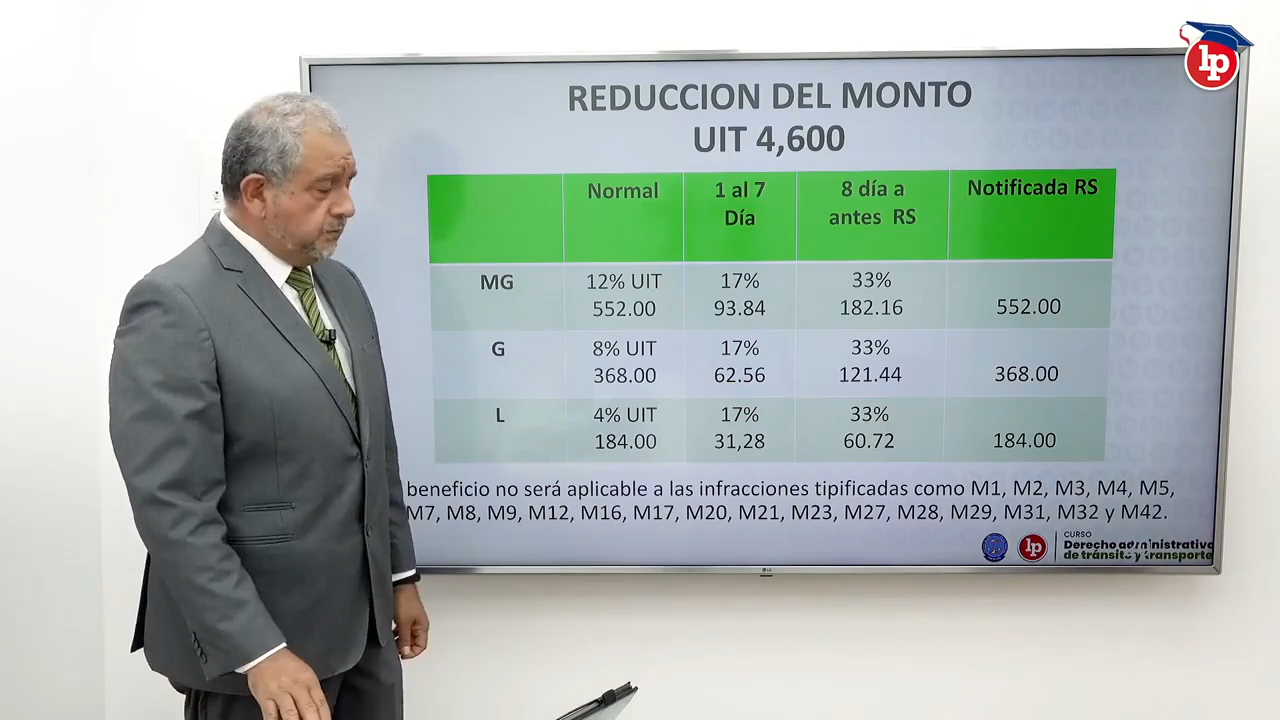 lp
REDUCCION DEL MONTO
UIT 4,600
Normal 1 al 7 Día 8 día a antes RS Notificada RS
MG 12% UIT 552.00 17% 93.84 33% 182.16 552.00
G 8% UIT 368.00 17% 62.56 33% 121.44 368.00
L 4% UIT 184.00 17% 31,28 33% 60.72 184.00
beneficio no será aplicable a las infracciones tipificadas como M1, M2, M3, M4, M5,
M7, M8, M9, M12, M16, M17, M20, M21, M23, M27, M28, M29, M31, M32 y M42.
lp
CURSO
Derecho administrativo
de tránsito y transporte
LG